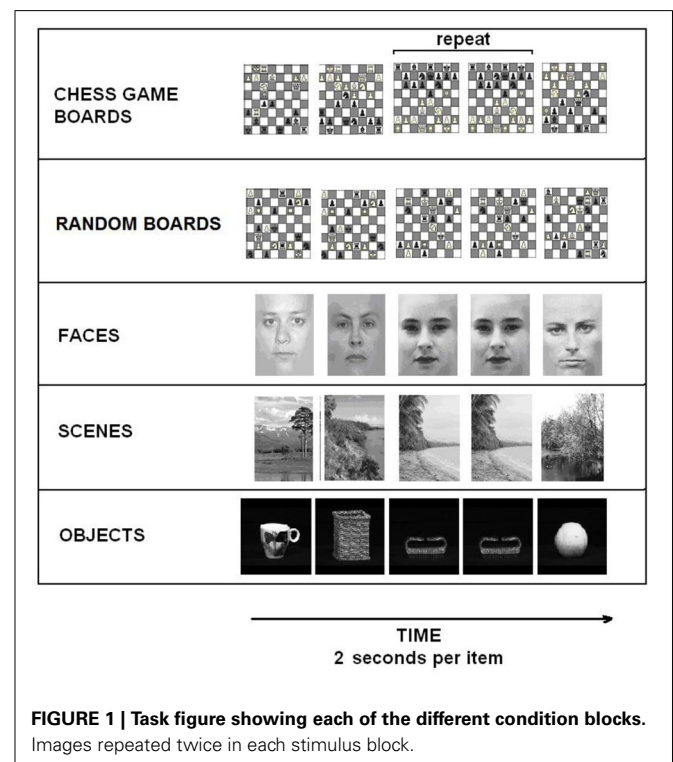 repeat
CHESS GAME
BOARDS
RANDOM BOARDS
FACES
SCENES
OBJECTS
TIME
2 seconds per item
FIGURE 1 | Task figure showing each of the different condition blocks.
Images repeated twice in each stimulus block.